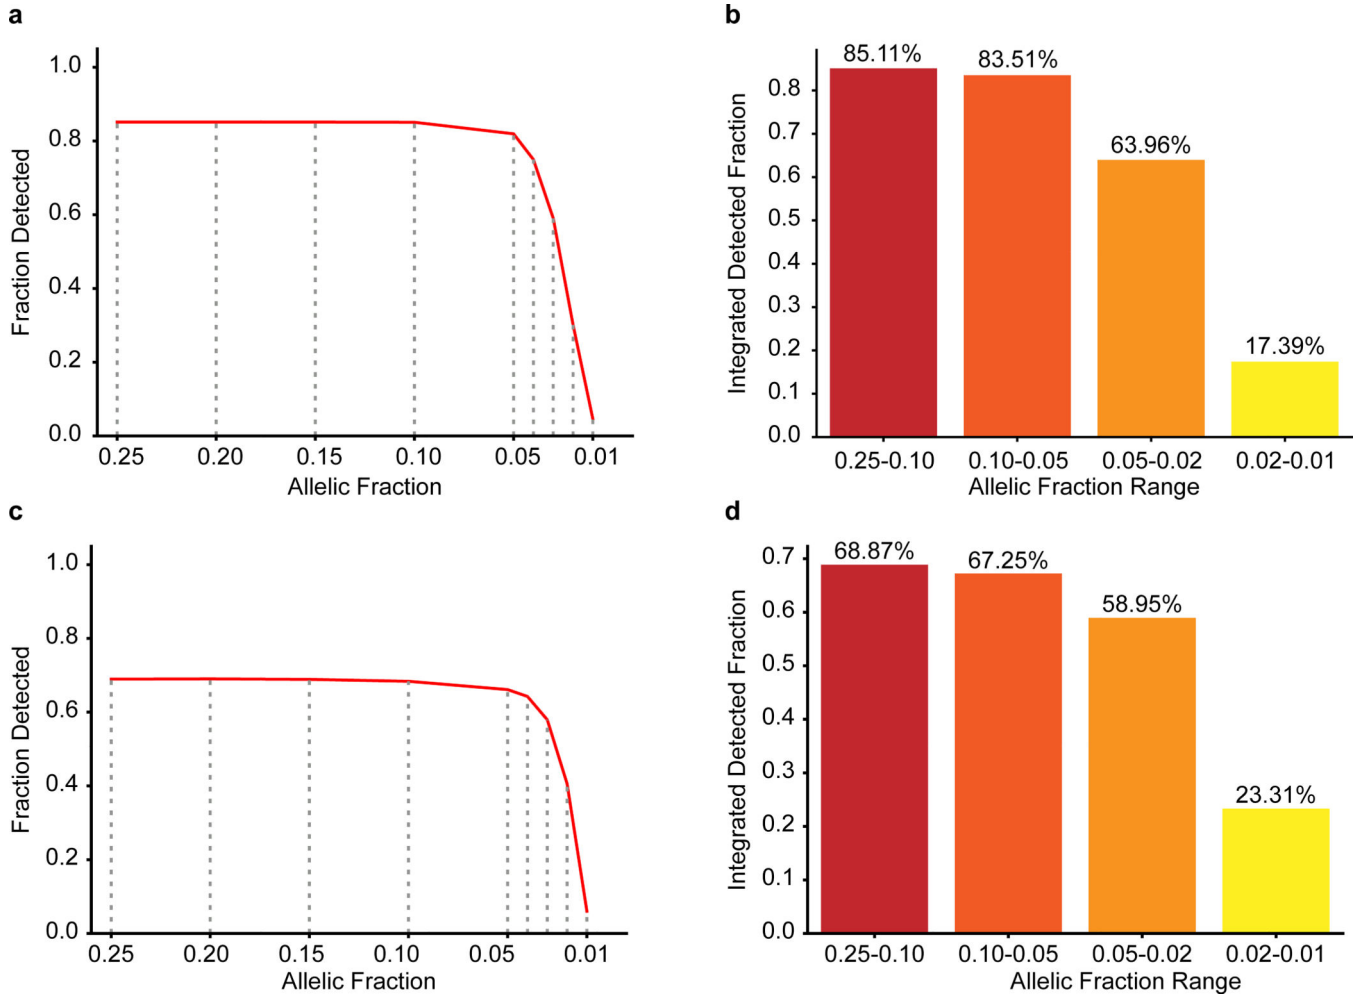 a
1.0
0.8
0.6
0.4
0.2
0.0
Fraction Detected
0.25 0.20 0.15 0.10 0.05 0.01
Allelic Fraction
b
0.8
0.7
0.6
0.5
0.4
0.3
0.2
0.1
0.0
Integrated Detected Fraction
85.11%
83.51%
63.96%
17.39%
0.25-0.10 0.10-0.05 0.05-0.02 0.02-0.01
Allelic Fraction Range
c
1.0
0.8
0.6
0.4
0.2
0.0
Fraction Detected
0.25 0.20 0.15 0.10 0.05 0.01
Allelic Fraction
d
0.7
0.6
0.5
0.4
0.3
0.2
0.1
0.0
Integrated Detected Fraction
68.87%
67.25%
58.95%
23.31%
0.25-0.10 0.10-0.05 0.05-0.02 0.02-0.01
Allelic Fraction Range